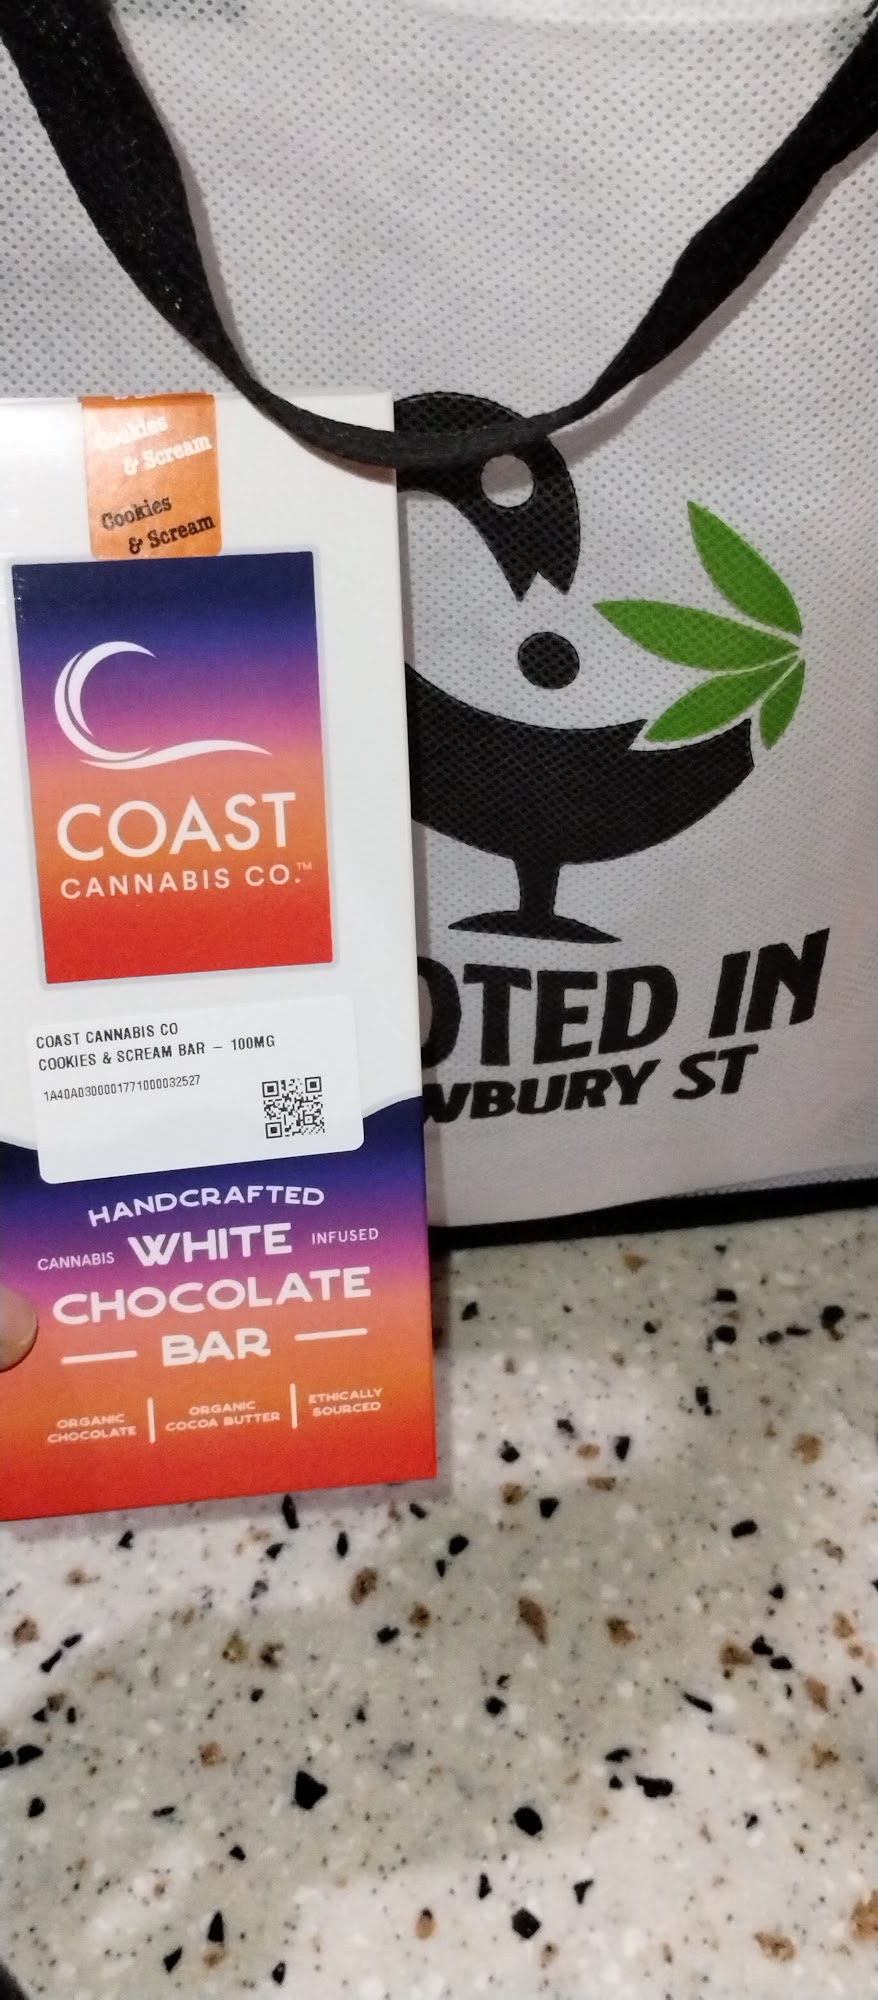 Cookies
& Scream
Cookies
& Scream
COAST
CANNABIS CO.™
COAST CANNABIS CO
COOKIES & SCREAM BAR – 100MG
1A40A0300001771000032527
HANDCRAFTED
CANNABIS WHITE INFUSED
CHOCOLATE
BAR
ORGANIC
CHOCOLATE
ORGANIC
COCOA BUTTER
ETHICALLY
SOURCED
OTED IN
WBURY ST